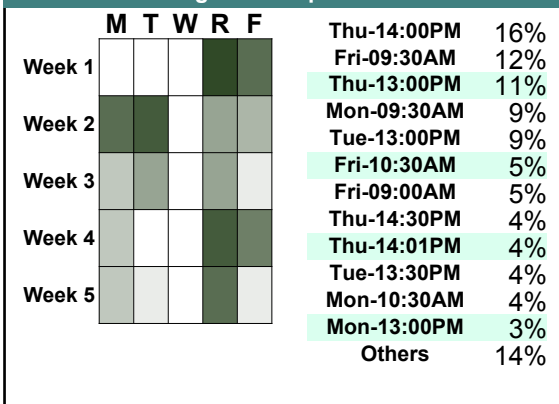 M T W R F
Week 1
Week 2
Week 3
Week 4
Week 5
Thu-14:00PM 16%
Fri-09:30AM 12%
Thu-13:00PM 11%
Mon-09:30AM 9%
Tue-13:00PM 9%
Fri-10:30AM 5%
Fri-09:00AM 5%
Thu-14:30PM 4%
Thu-14:01PM 4%
Tue-13:30PM 4%
Mon-10:30AM 4%
Mon-13:00PM 3%
Others 14%